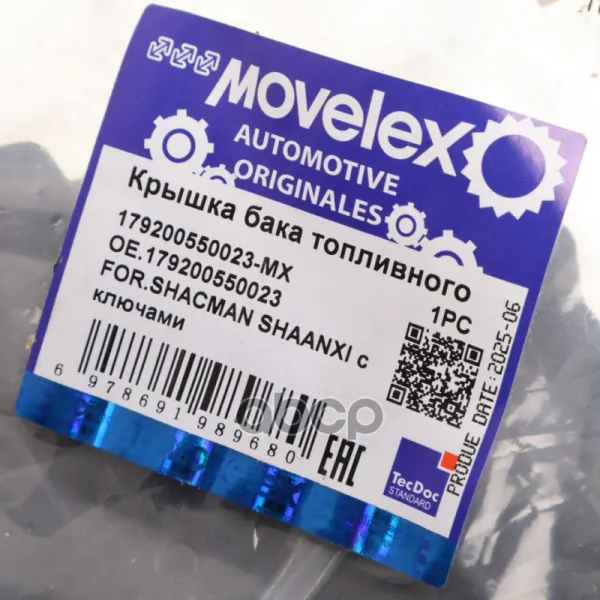 Movelex
AUTOMOTIVE
ORIGINALES
Крышка бака топливного
179200550023-MX
OE.179200550023
FOR.SHACMAN SHAANXI с
ключами
1PC
PRODUE DATE:2025-06
6 978691 989680
EAC
TecDoc
STANDARD
abcp